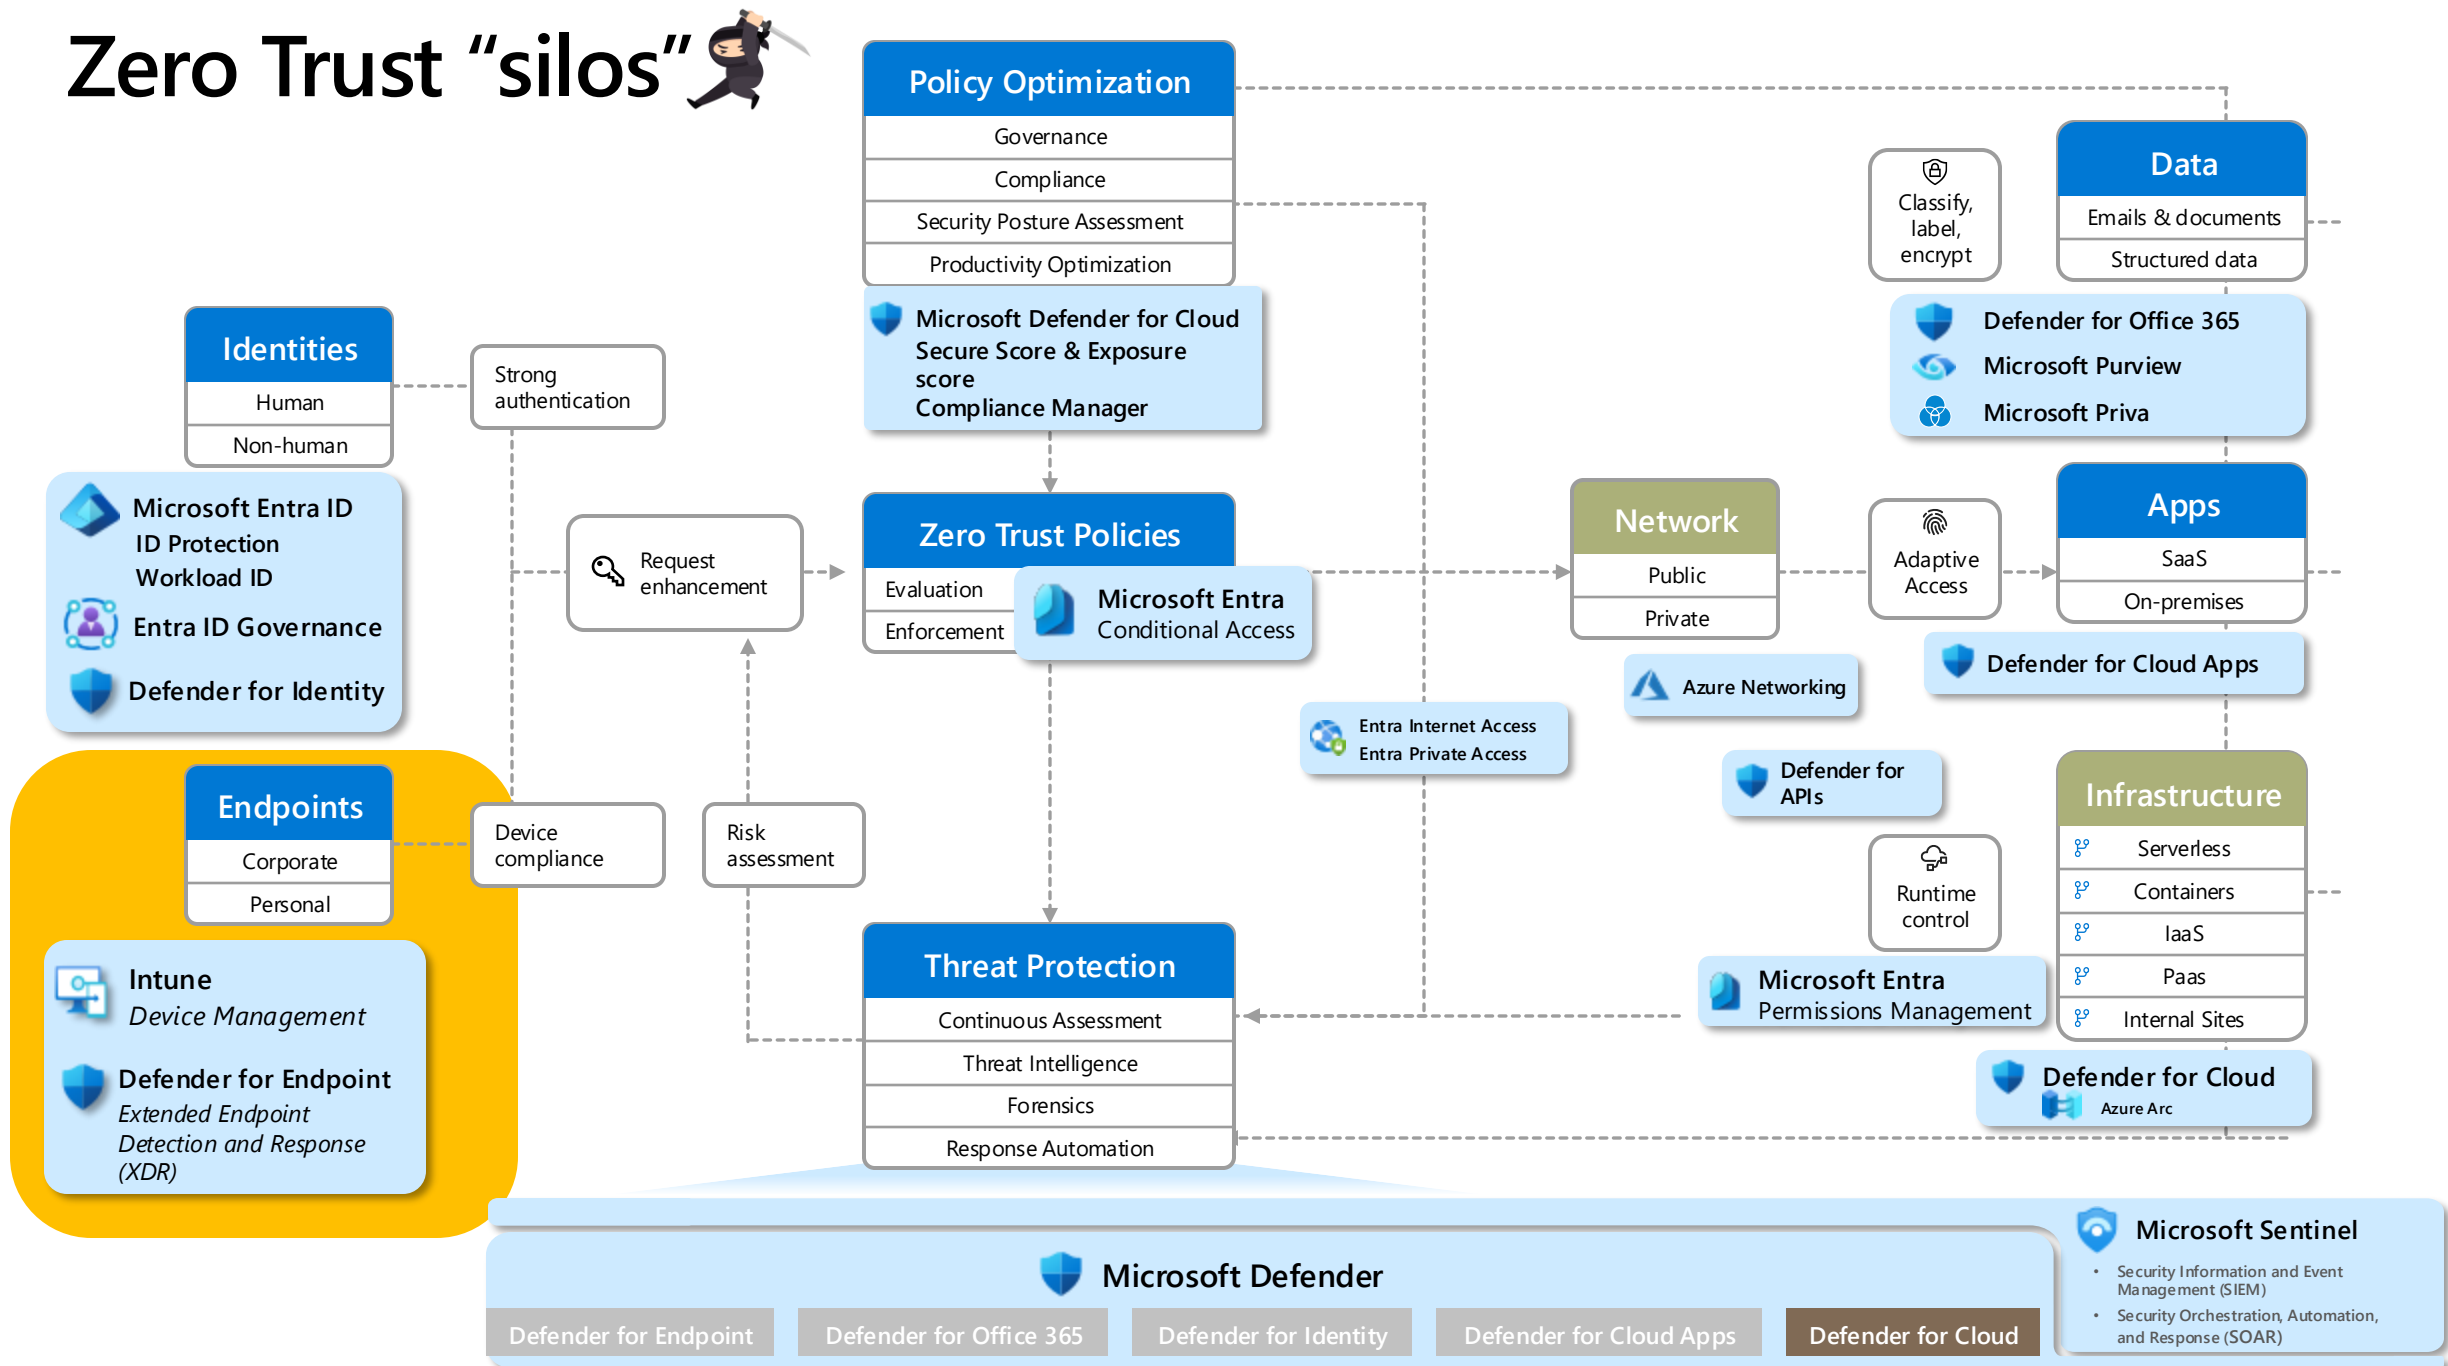 Zero Trust “silos”
Policy Optimization
Governance
Compliance
Security Posture Assessment
Productivity Optimization
Microsoft Defender for Cloud
Secure Score & Exposure
score
Compliance Manager
Data
Emails & documents
Structured data
Classify,
label,
encrypt
Defender for Office 365
Microsoft Purview
Microsoft Priva
Identities
Human
Non-human
Strong
authentication
Microsoft Entra ID
ID Protection
Workload ID
Entra ID Governance
Defender for Identity
Request
enhancement
Zero Trust Policies
Evaluation
Enforcement
Microsoft Entra
Conditional Access
Network
Public
Private
Adaptive
Access
Apps
SaaS
On-premises
Defender for Cloud Apps
Azure Networking
Entra Internet Access
Entra Private Access
Defender for
APIs
Endpoints
Corporate
Personal
Device
compliance
Risk
assessment
Intune
Device Management
Defender for Endpoint
Extended Endpoint
Detection and Response
(XDR)
Threat Protection
Continuous Assessment
Threat Intelligence
Forensics
Response Automation
Runtime
control
Infrastructure
Serverless
Containers
IaaS
Paas
Internal Sites
Microsoft Entra
Permissions Management
Defender for Cloud
Azure Arc
Microsoft Defender
Defender for Endpoint
Defender for Office 365
Defender for Identity
Defender for Cloud Apps
Defender for Cloud
Microsoft Sentinel
• Security Information and Event
Management (SIEM)
• Security Orchestration, Automation,
and Response (SOAR)